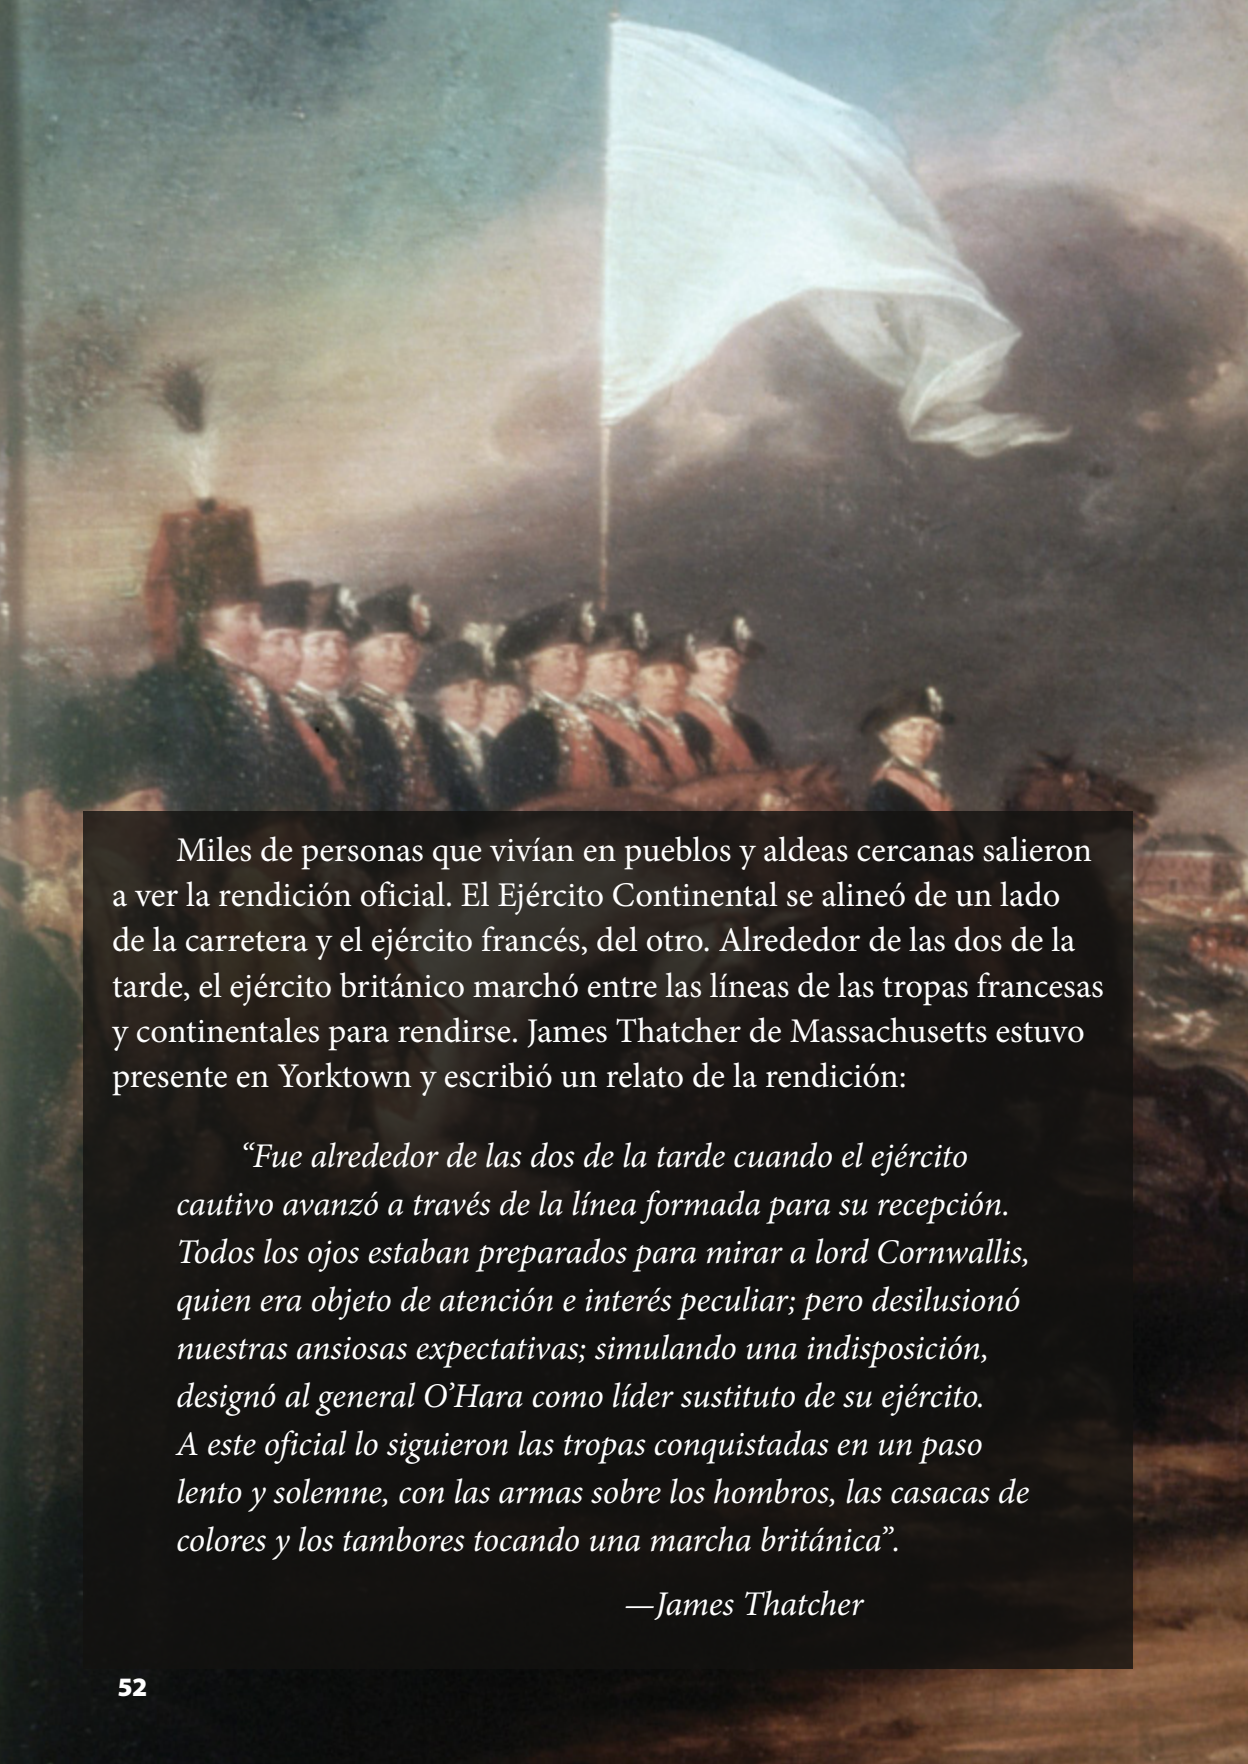 Miles de personas que vivían en pueblos y aldeas cercanas salieron
a ver la rendición oficial. El Ejército Continental se alineó de un lado
de la carretera y el ejército francés, del otro. Alrededor de las dos de la
tarde, el ejército británico marchó entre las líneas de las tropas francesas
y continentales para rendirse. James Thatcher de Massachusetts estuvo
presente en Yorktown y escribió un relato de la rendición:
“Fue alrededor de las dos de la tarde cuando el ejército
cautivo avanzó a través de la línea formada para su recepción.
Todos los ojos estaban preparados para mirar a lord Cornwallis,
quien era objeto de atención e interés peculiar; pero desilusionó
nuestras ansiosas expectativas; simulando una indisposición,
designó al general O’Hara como líder sustituto de su ejército.
A este oficial lo siguieron las tropas conquistadas en un paso
lento y solemne, con las armas sobre los hombros, las casacas de
colores y los tambores tocando una marcha británica”.
—James Thatcher
52